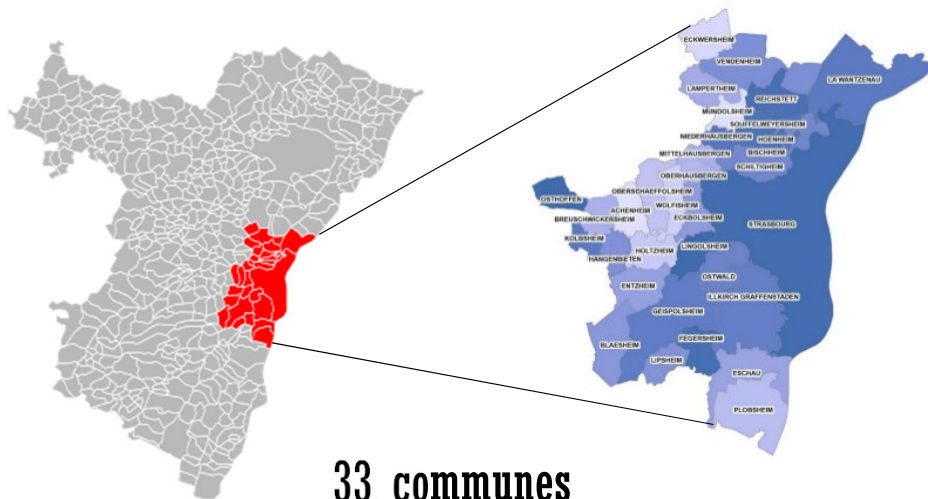 ECKWERSHEIM
VENDENHEIM
LA WANTZENAU
LAMPERTHEIM
REICHSTETT
MUNDOLSHEIM
SOUFFELWEYERSHEIM
NIEDERHAUSBERGEN
HOENHEIM
MITTELHAUSBERGEN
BISCHHEIM
SCHILTIGHEIM
OBERHAUSBERGEN
OBERSCHAEFFOLSHEIM
OSTHOFFEN
WOLFISHEIM
ACHENHEIM
BREUSCHWICKERSHEIM
ECKBOLSHEIM
STRASBOURG
KOLBSHEIM
HOLTZHEIM
LINGOLSHEIM
HANGENBIETEN
OSTWALD
ENTZHEIM
ILLKIRCH GRAFFENSTADEN
GEISPOLSHEIM
FEGERSHEIM
BLAESHEIM
LIPSHEIM
ESCHAU
PLOBSHEIM
33 communes